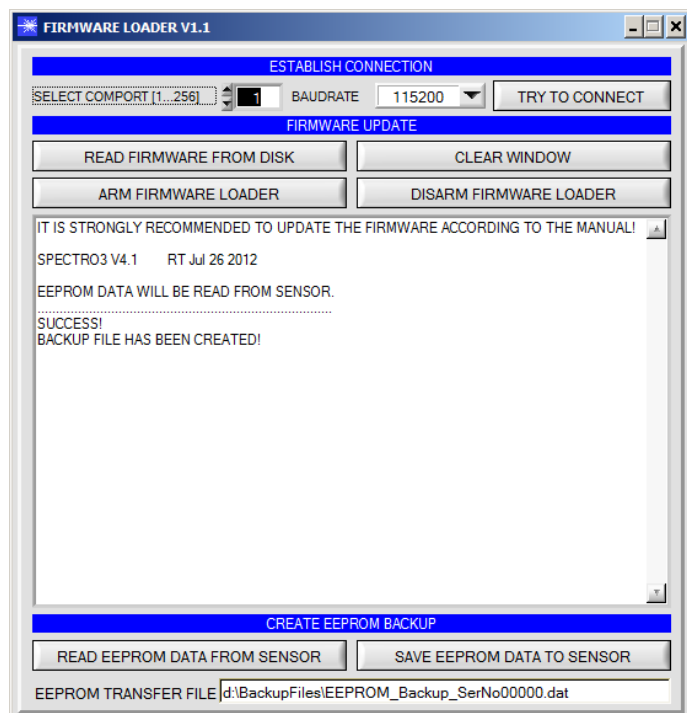 FIRMWARE LOADER V1.1
ESTABLISH CONNECTION
SELECT COMPORT [1...256] 1 BAUDRATE 115200 TRY TO CONNECT
FIRMWARE UPDATE
READ FIRMWARE FROM DISK CLEAR WINDOW
ARM FIRMWARE LOADER DISARM FIRMWARE LOADER
IT IS STRONGLY RECOMMENDED TO UPDATE THE FIRMWARE ACCORDING TO THE MANUAL!
SPECTRO3 V4.1 RT Jul 26 2012
EEPROM DATA WILL BE READ FROM SENSOR.
................................................................................
SUCCESS!
BACKUP FILE HAS BEEN CREATED!
CREATE EEPROM BACKUP
READ EEPROM DATA FROM SENSOR SAVE EEPROM DATA TO SENSOR
EEPROM TRANSFER FILE d:\BackupFiles\EEPROM_Backup_SerNo00000.dat